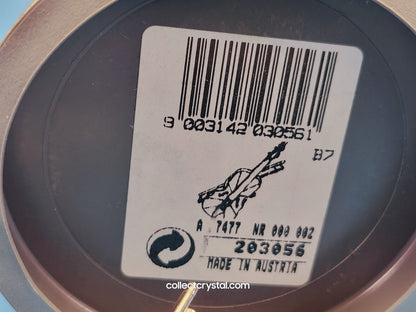 9 003142 030561
B7
A 7477 NR 000 002
203056
MADE IN AUSTRIA
collectcrystal.com